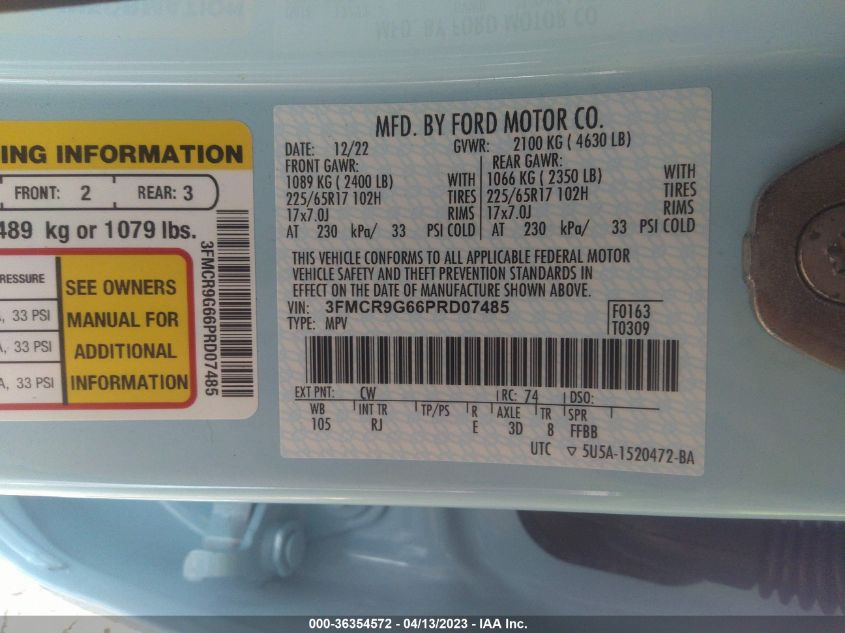 MFD. BY FORD MOTOR CO.
DATE: 12/22 GVWR: 2100 KG ( 4630 LB)
FRONT GAWR: REAR GAWR:
1089 KG ( 2400 LB) WITH 1066 KG ( 2350 LB) WITH
225/65R17 102H TIRES 225/65R17 102H TIRES
17x7.0J RIMS 17x7.0J RIMS
AT 230 kPa/ 33 PSI COLD AT 230 kPa/ 33 PSI COLD
THIS VEHICLE CONFORMS TO ALL APPLICABLE FEDERAL MOTOR
VEHICLE SAFETY AND THEFT PREVENTION STANDARDS IN
EFFECT ON THE DATE OF MANUFACTURE SHOWN ABOVE.
VIN: 3FMCR9G66PRD07485 F0163
TYPE: MPV T0309
EXT PNT: CW RC: 74 DSO:
WB INT TR TP/PS R AXLE TR SPR
105 RJ E 3D 8 FFBB
UTC ▽ 5U5A-1520472-BA
ING INFORMATION
FRONT: 2 REAR: 3
489 kg or 1079 lbs.
RESSURE
, 33 PSI
, 33 PSI
A, 33 PSI
SEE OWNERS
MANUAL FOR
ADDITIONAL
INFORMATION
3FMCR9G66PRD07485
000-36354572 - 04/13/2023 - IAA Inc.